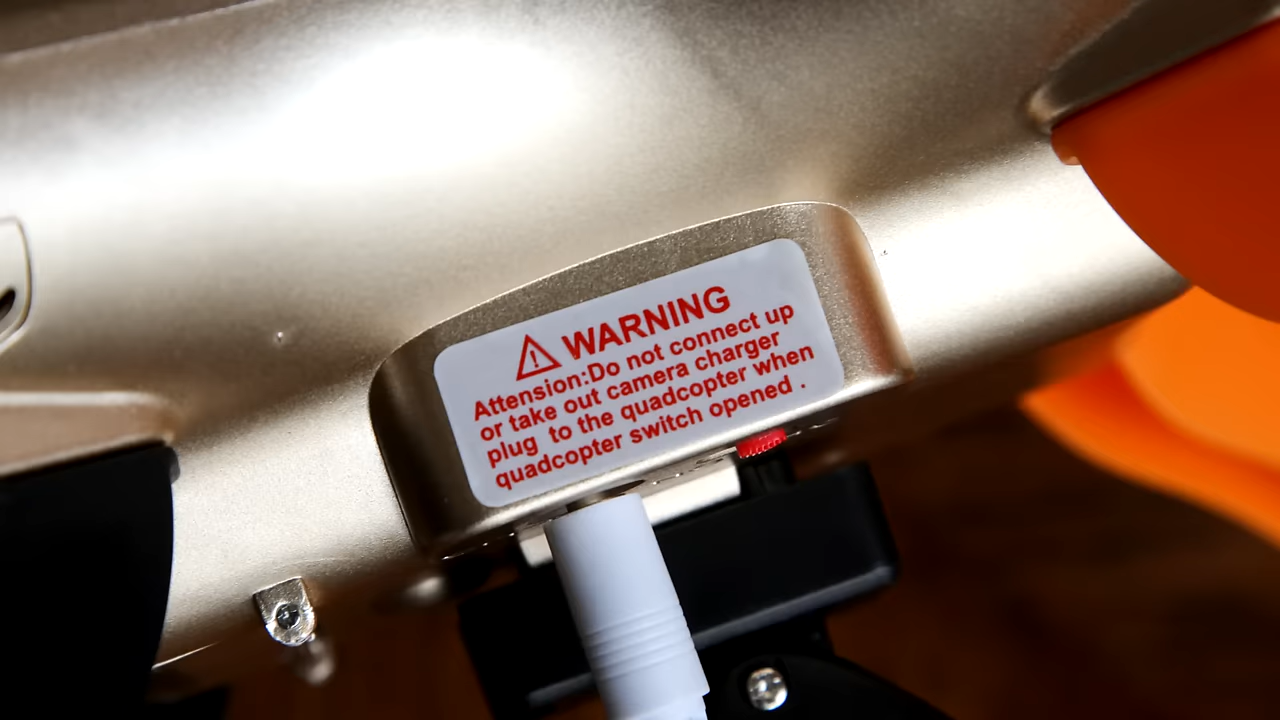 WARNING
Attension:Do not connect up
or take out camera charger
plug to the quadcopter when
quadcopter switch opened .